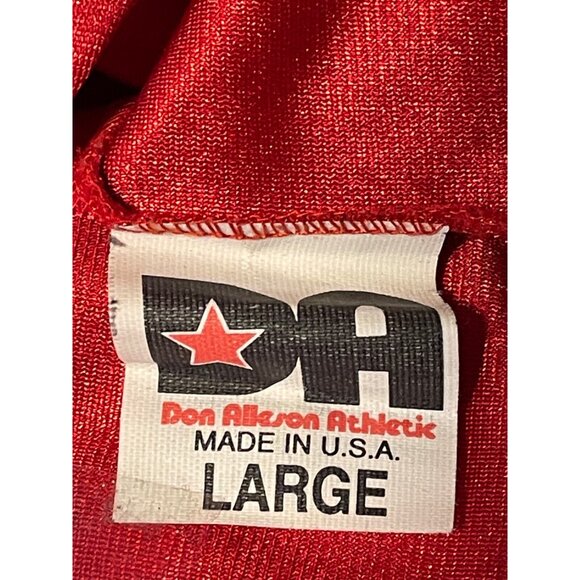 DA
Don Alleson Athletic
MADE IN U.S.A.
LARGE